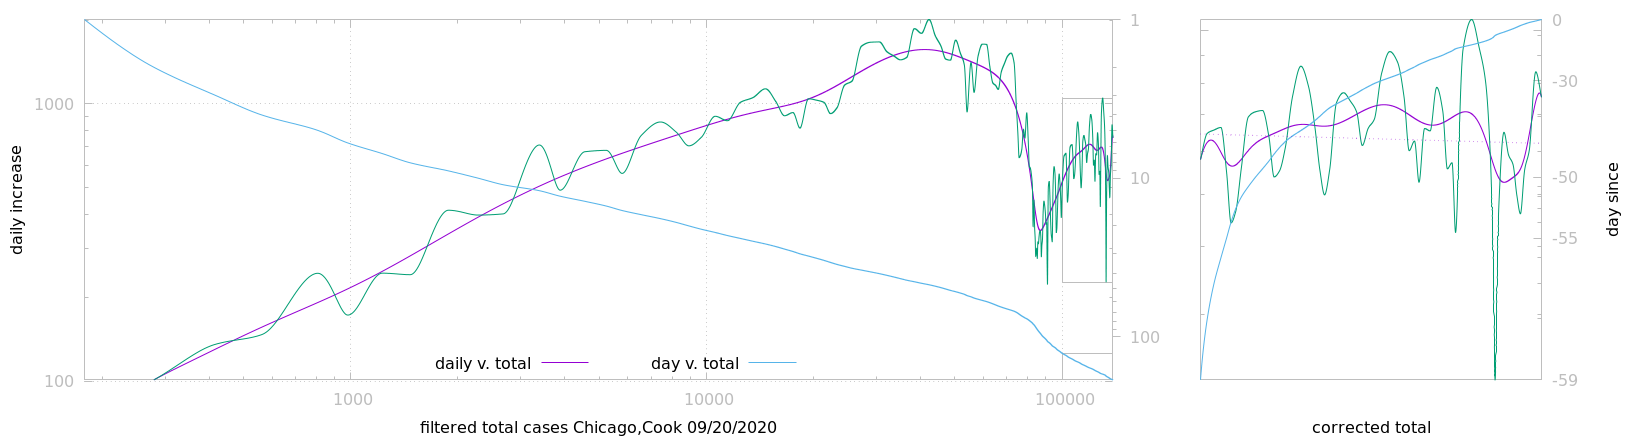 daily increase
1000
100
1000
10000
100000
daily v. total
day v. total
1
10
100
filtered total cases Chicago,Cook 09/20/2020
0
-30
-50
-55
-59
day since
corrected total